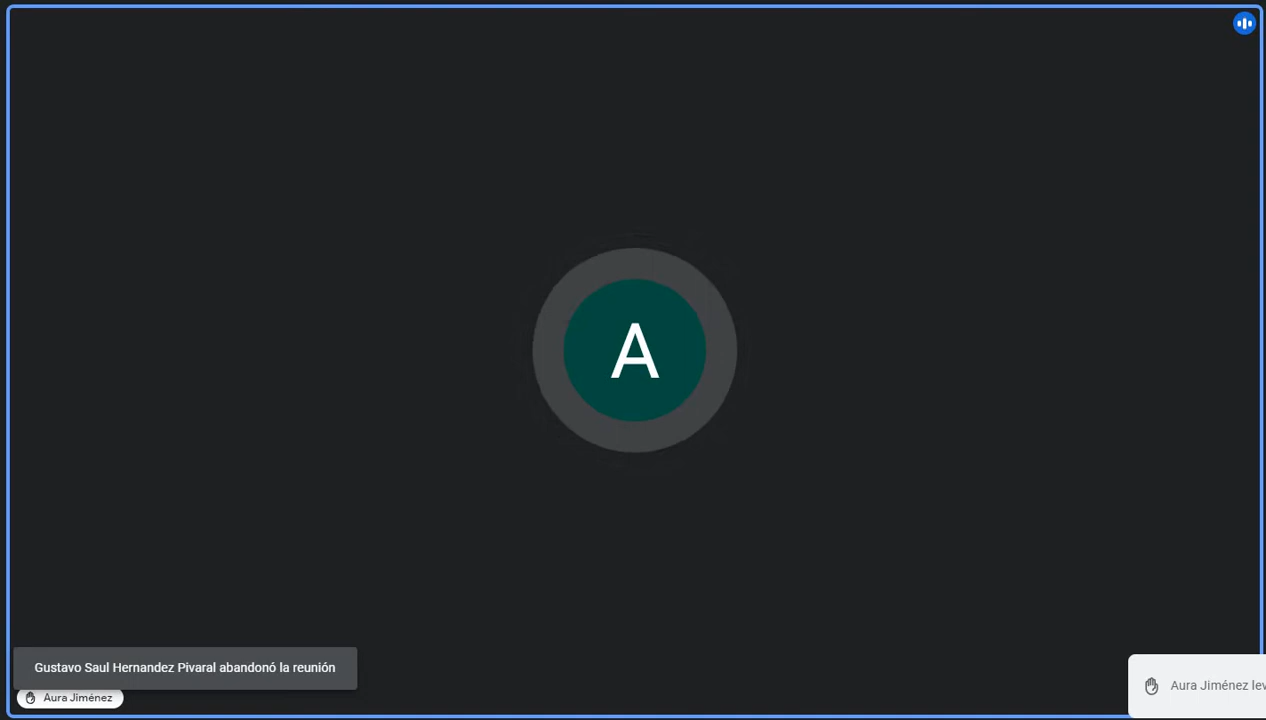 A
Gustavo Saul Hernandez Pivaral abandonó la reunión
Aura Jiménez
Aura Jiménez lev